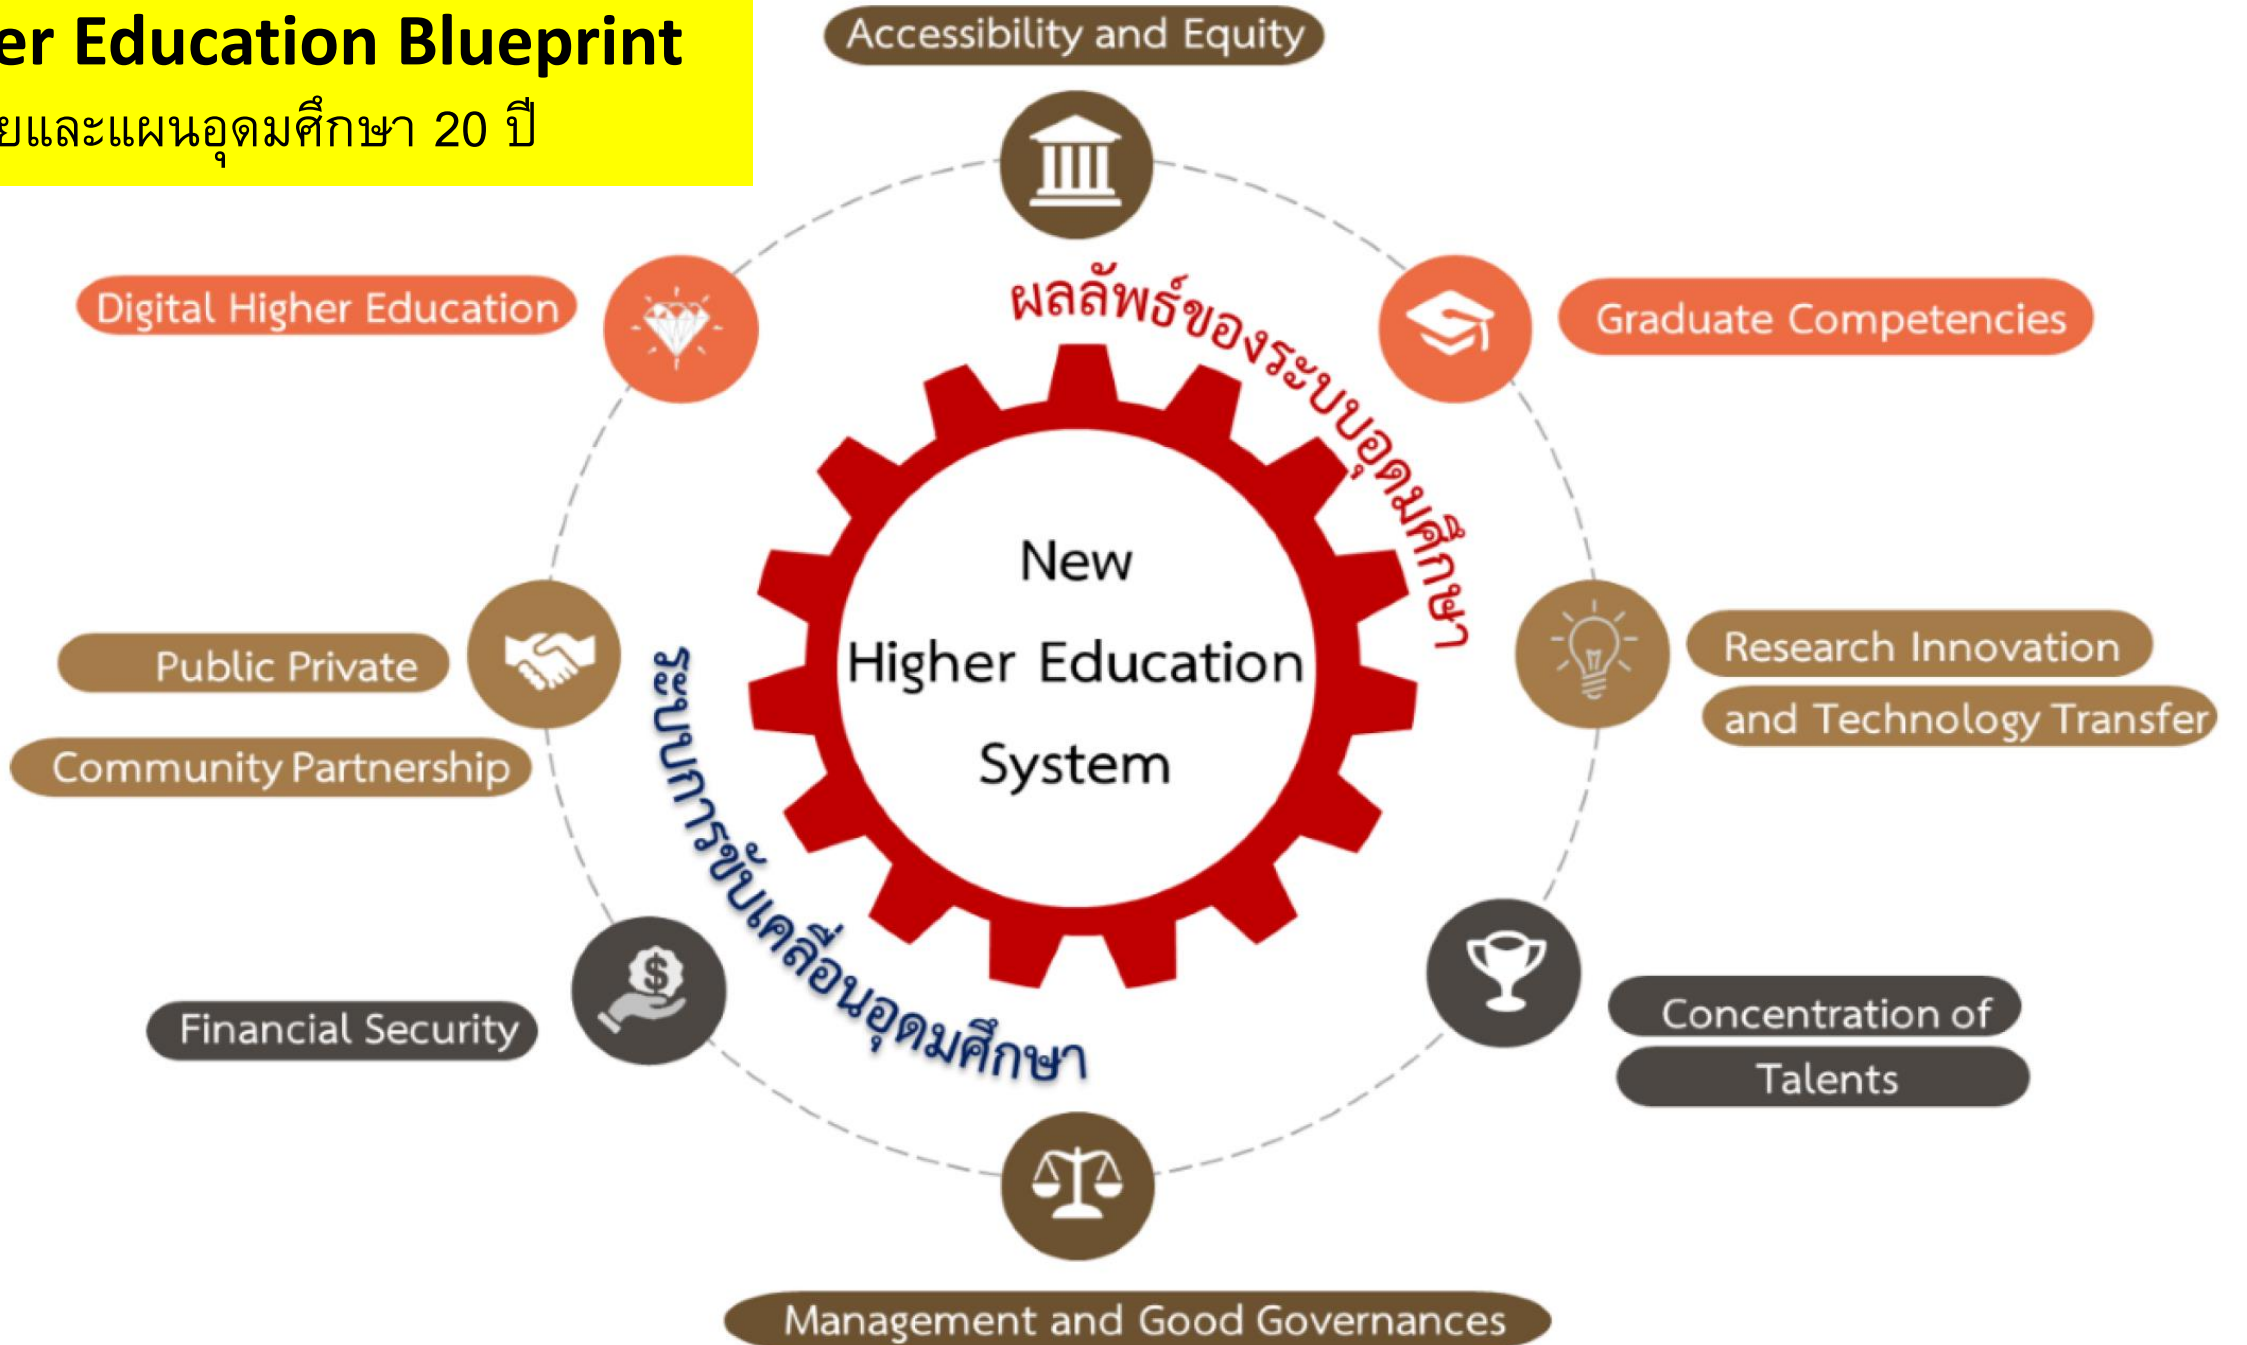 er Education Blueprint
ยและแผนอุดมศึกษา 20 ปี
Accessibility and Equity
Digital Higher Education
Graduate Competencies
ผลลัพธ์ของระบบอุดมศึกษา
New
Higher Education
System
Public Private
Community Partnership
Research Innovation
and Technology Transfer
ระบบการขับเคลื่อนอุดมศึกษา
Financial Security
$
Concentration of
Talents
Management and Good Governances